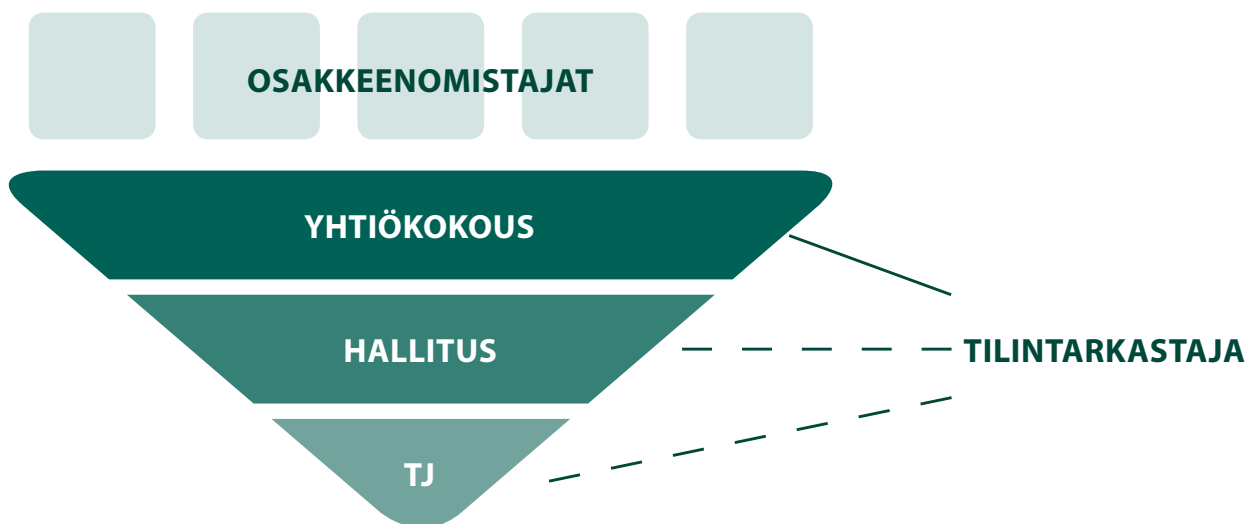 OSAKKEENOMISTAJAT
YHTIÖKOKOUS
HALLITUS
TILINTARKASTAJA
TJ